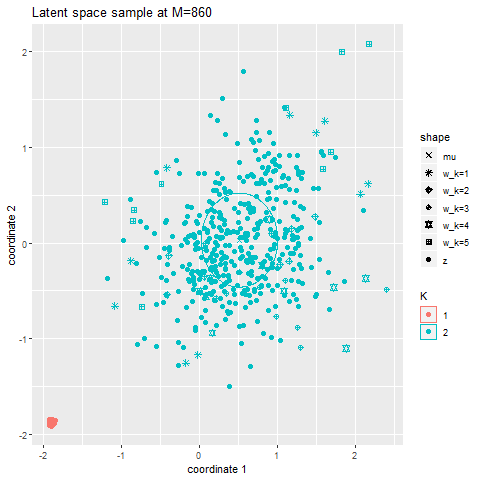 Latent space sample at M=860
2
1
0
-1
-2
coordinate 2
-2
-1
0
1
2
coordinate 1
shape
mu
w_k=1
w_k=2
w_k=3
w_k=4
w_k=5
z
K
1
2